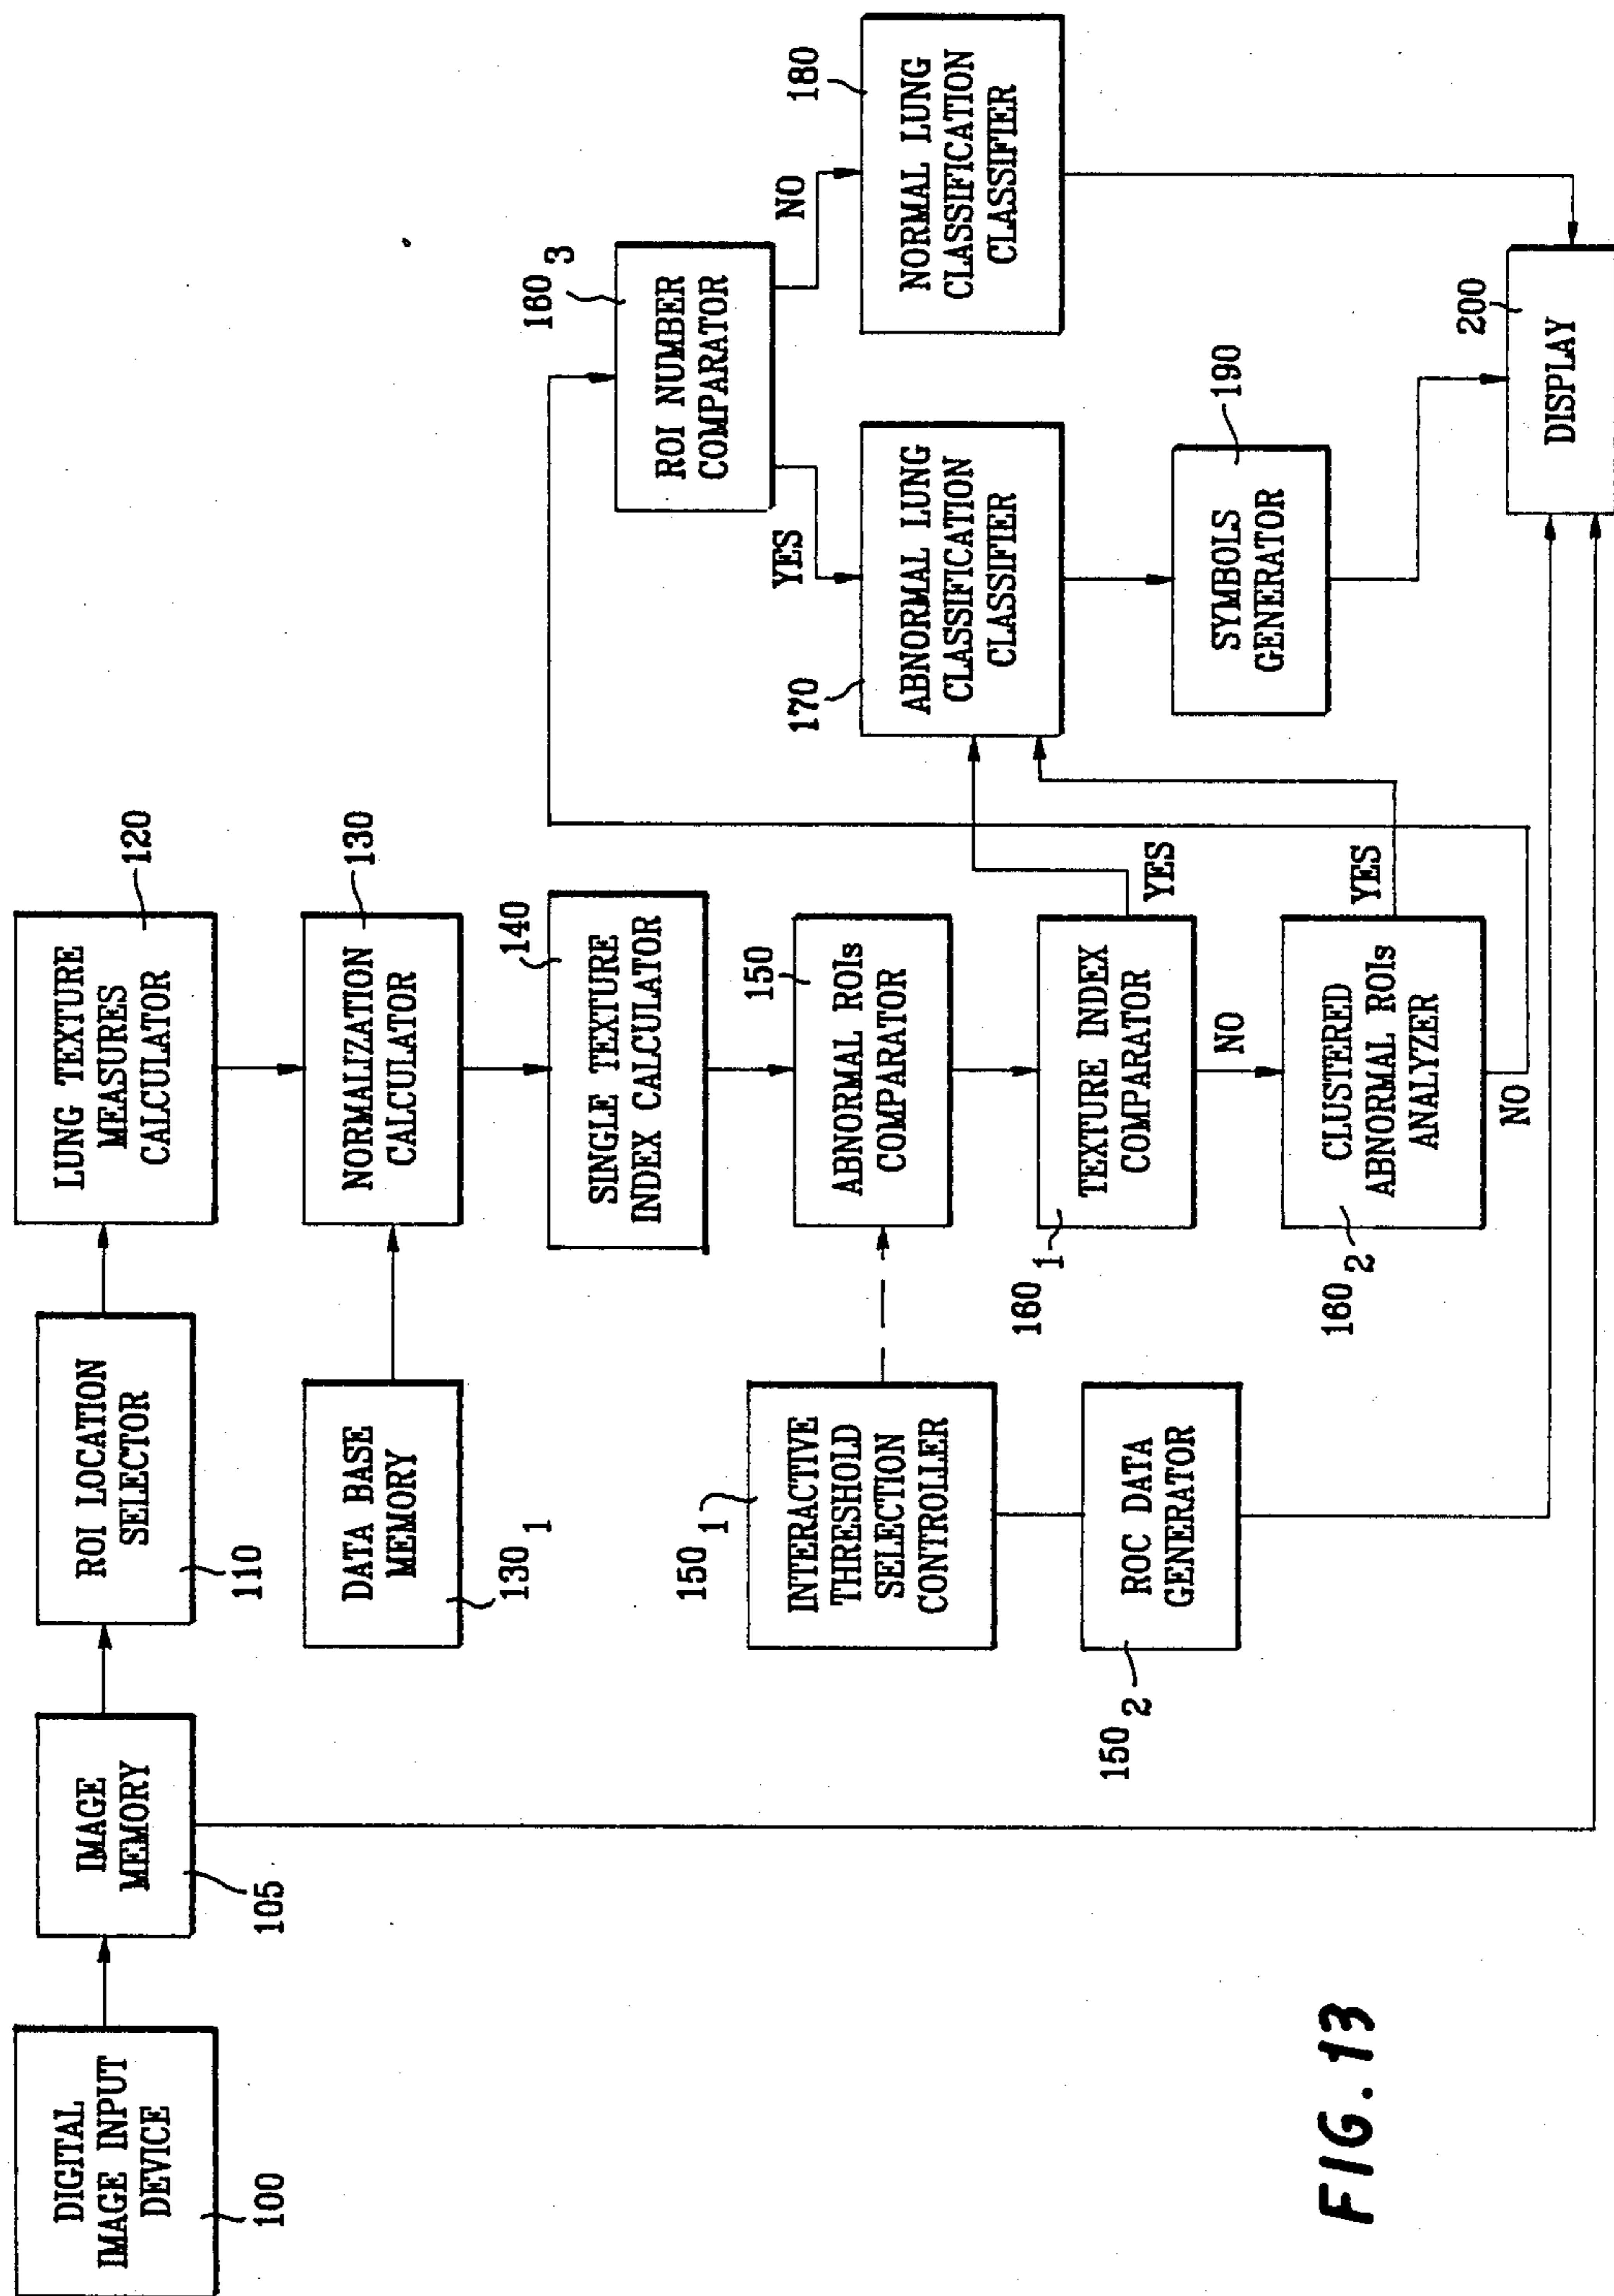 DIGITAL
IMAGE INPUT
DEVICE
100
IMAGE
MEMORY
105
ROI LOCATION
SELECTOR
110
LUNG TEXTURE
MEASURES
CALCULATOR
120
DATA BASE
MEMORY
130 1
NORMALIZATION
CALCULATOR
130
SINGLE TEXTURE
INDEX CALCULATOR
140
INTERACTVE
THRESHOLD
SELECTION
CONTROLLER
150 1
ABNORMAL ROIs
COMPARATOR
150
ROC DATA
GENERATOR
150 2
TEXTURE INDEX
COMPARATOR
160 1
YES
NO
CLUSTERED
ABNORMAL ROIs
ANALYZER
160 2
YES
NO
ROI NUMBER
COMPARATOR
160 3
YES
NO
ABNORMAL LUNG
CLASSIFICATION
CLASSIFIER
170
NORMAL LUNG
CLASSIFICATION
CLASSIFIER
180
SYMBOLS
GENERATOR
190
DISPLAY
200
FIG. 13